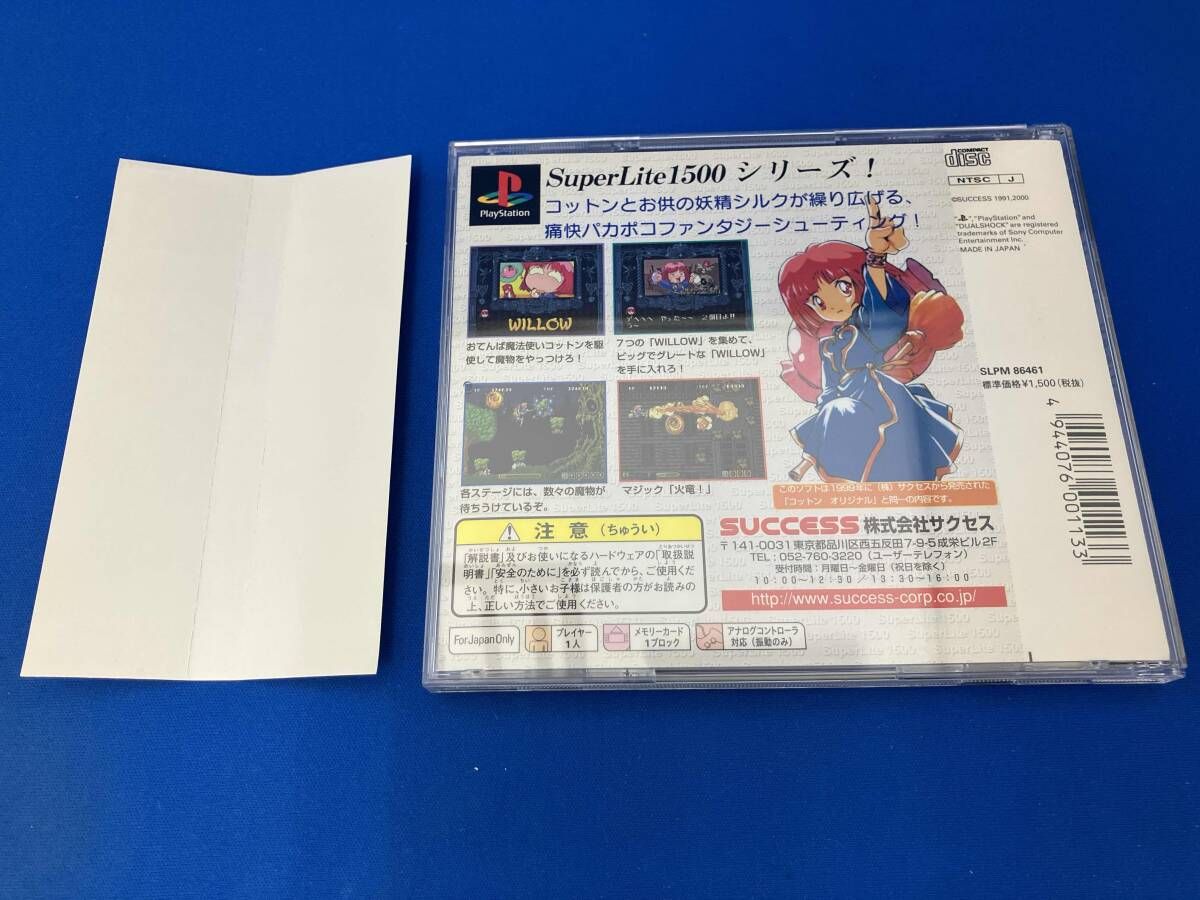 PlayStation
SuperLite1500 シリーズ!
コットンとお供の妖精シルクが繰り広げる、
痛快パカポコファンタジーシューティング!
WILLOW
おてんば魔法使いコットンを駆
使して魔物をやっつけろ!
7つの「WILLOW」を集めて、
ビッグでグレートな「WILLOW」
を手に入れろ!
各ステージには、数々の魔物が
待ちうけているぞ。
マジック「火竜!」
このソフトは1999年に(株)サクセスから発売された
「コットン オリジナル」と同一の内容です。
注意(ちゅうい)
「解説書」及びお使いになるハードウェアの「取扱説
明書」「安全のために」を必ず読んでから、ご使用くだ
さい。特に、小さいお子様は保護者の方がお読みの
上、正しい方法でご使用ください。
SUCCESS 株式会社サクセス
〒141-0031 東京都品川区西五反田7-9-5成栄ビル2F
TEL:052-760-3220(ユーザーテレフォン)
受付時間:月曜日~金曜日(祝日を除く)
10:00~12:30/13:30~16:00
http://www.success-corp.co.jp/
For Japan Only
プレイヤー
1人
メモリーカード
1ブロック
アナログコントローラ
対応(振動のみ)
COMPACT
disc
NTSC J
©SUCCESS 1991,2000
"PlayStation" and
"DUALSHOCK" are registered
trademarks of Sony Computer
Entertainment Inc.
MADE IN JAPAN
SLPM 86461
標準価格¥1,500(税抜)
4 944076 001133